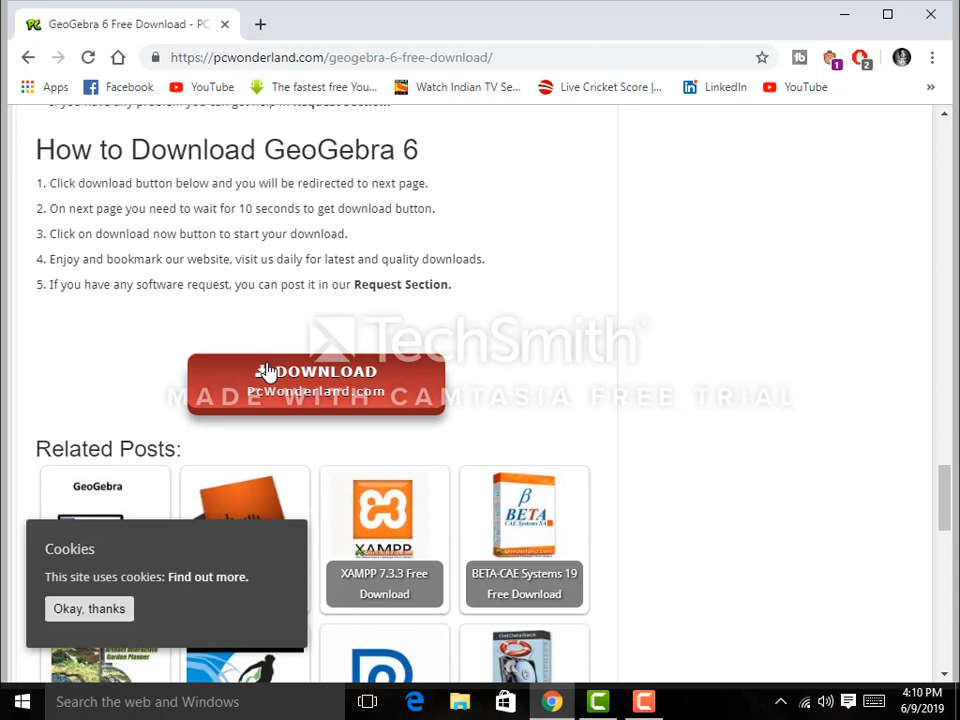 GeoGebra 6 Free Download - PC
https://pcwonderland.com/geogebra-6-free-download/
Apps
Facebook
YouTube
The fastest free You...
Watch Indian TV Se...
Live Cricket Score |...
LinkedIn
YouTube
How to Download GeoGebra 6
1. Click download button below and you will be redirected to next page.
2. On next page you need to wait for 10 seconds to get download button.
3. Click on download now button to start your download.
4. Enjoy and bookmark our website, visit us daily for latest and quality downloads.
5. If you have any software request, you can post it in our Request Section.
TechSmith
DOWNLOAD
PcWonderland.com
MADE WITH CAMTASIA FREE TRIAL
Related Posts:
GeoGebra
XAMPP
XAMPP 7.3.3 Free
Download
BETA
CAE Systems SA
BETA-CAE Systems 19
Free Download
Cookies
This site uses cookies: Find out more.
Okay, thanks
Garden Planner
GetDataBack
Search the web and Windows
4:10 PM
6/9/2019